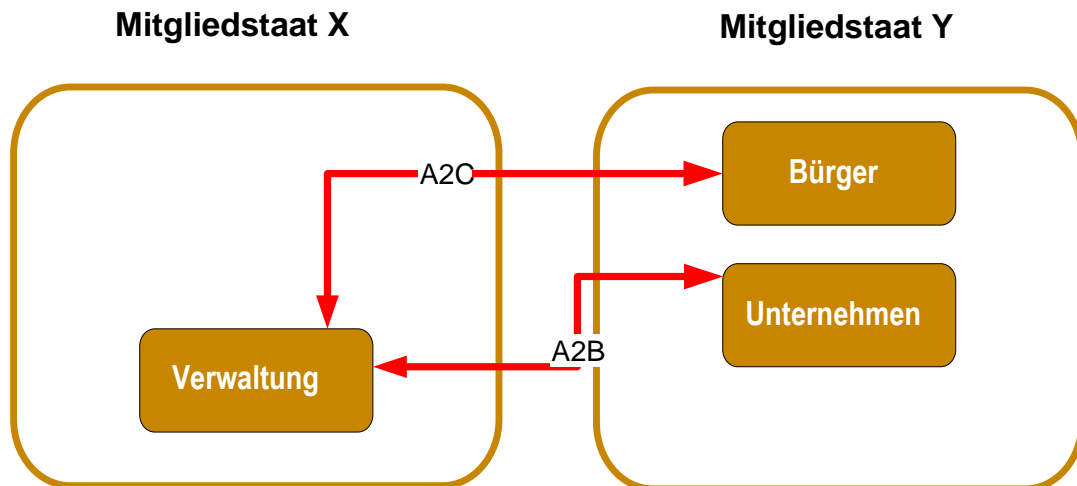 Mitgliedstaat X
Mitgliedstaat Y
A2C
Bürger
Unternehmen
A2B
Verwaltung